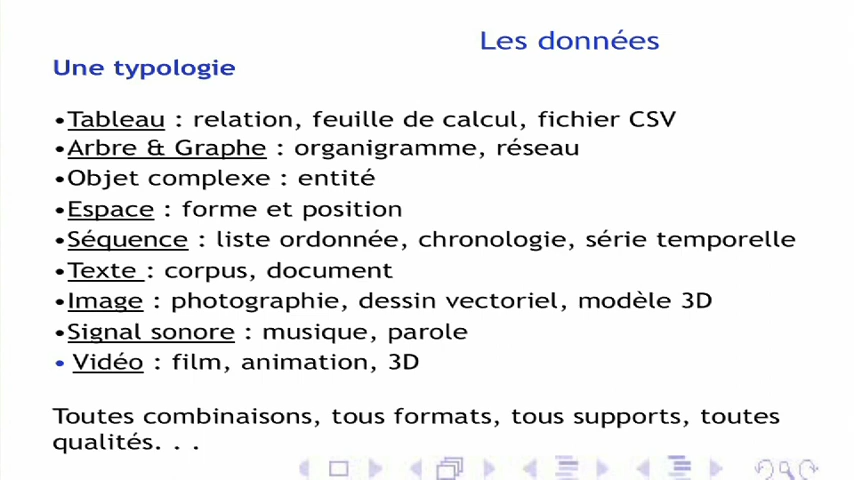 Les données
Une typologie
•Tableau : relation, feuille de calcul, fichier CSV
•Arbre & Graphe : organigramme, réseau
•Objet complexe : entité
•Espace : forme et position
•Séquence : liste ordonnée, chronologie, série temporelle
•Texte : corpus, document
•Image : photographie, dessin vectoriel, modèle 3D
•Signal sonore : musique, parole
• Vidéo : film, animation, 3D
Toutes combinaisons, tous formats, tous supports, toutes
qualités. . .